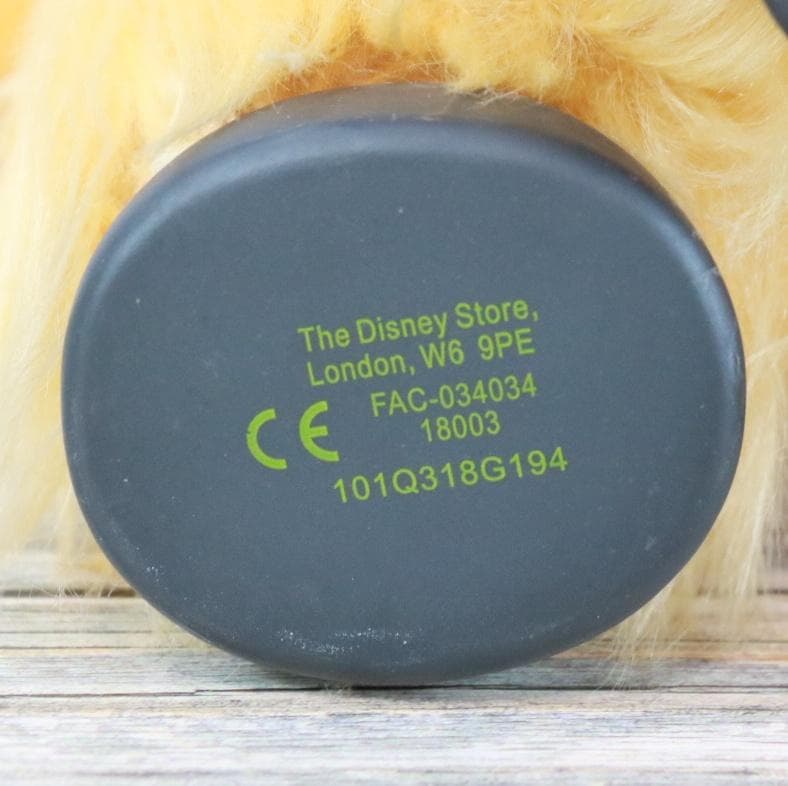 The Disney Store,
London, W6 9PE
CE FAC-034034
18003
101Q318G194